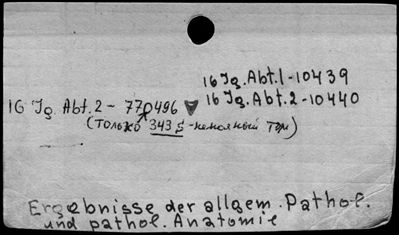 16 Jg. Abt.1-10439
16 Jg. Abt.2-10440
16 Jg. Abt.2-770496
(только 343 S-неполный том)
Ergebnisse der allgem. Pathol.
und pathol. Anatomie